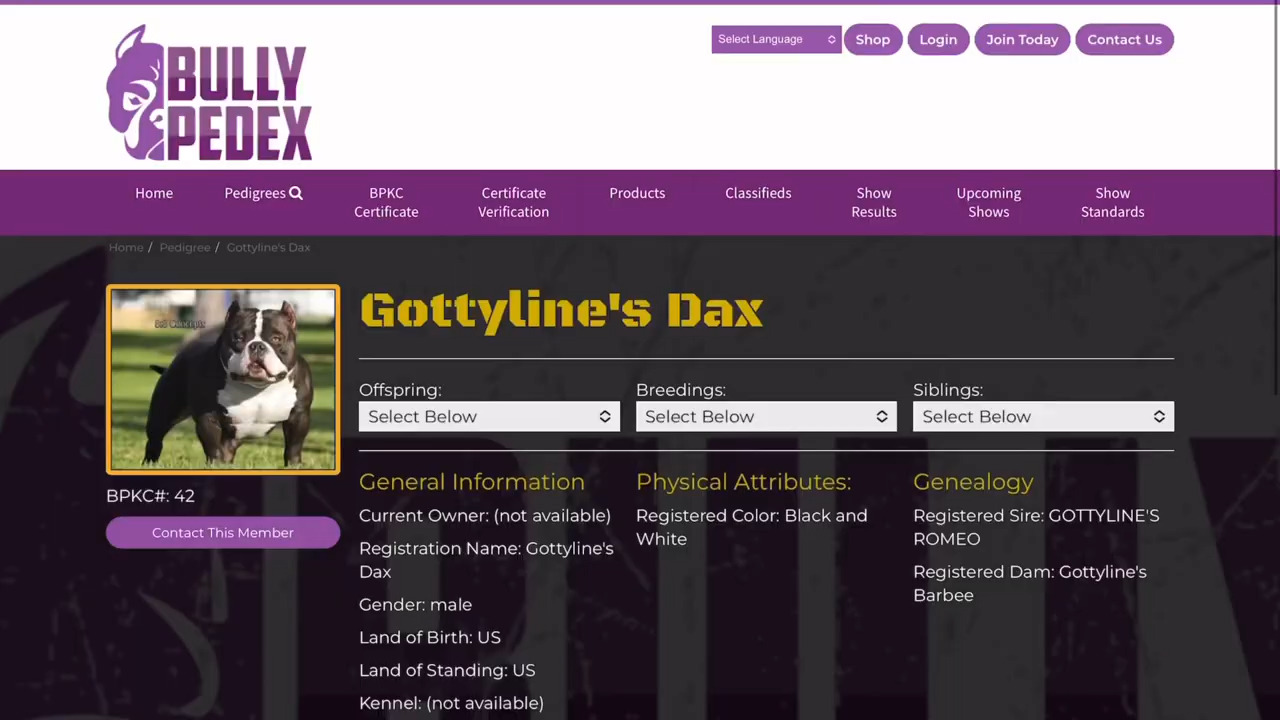 Select Language
Shop
Login
Join Today
Contact Us
BULLY
PEDEX
Home
Pedigrees
BPKC
Certificate
Certificate
Verification
Products
Classifieds
Show
Results
Upcoming
Shows
Show
Standards
Home / Pedigree / Gottyline's Dax
Gottyline's Dax
Offspring:
Select Below
Breedings:
Select Below
Siblings:
Select Below
BPKC#: 42
Contact This Member
General Information
Current Owner: (not available)
Registration Name: Gottyline's
Dax
Gender: male
Land of Birth: US
Land of Standing: US
Kennel: (not available)
Physical Attributes:
Registered Color: Black and
White
Genealogy
Registered Sire: GOTTYLINE'S
ROMEO
Registered Dam: Gottyline's
Barbee